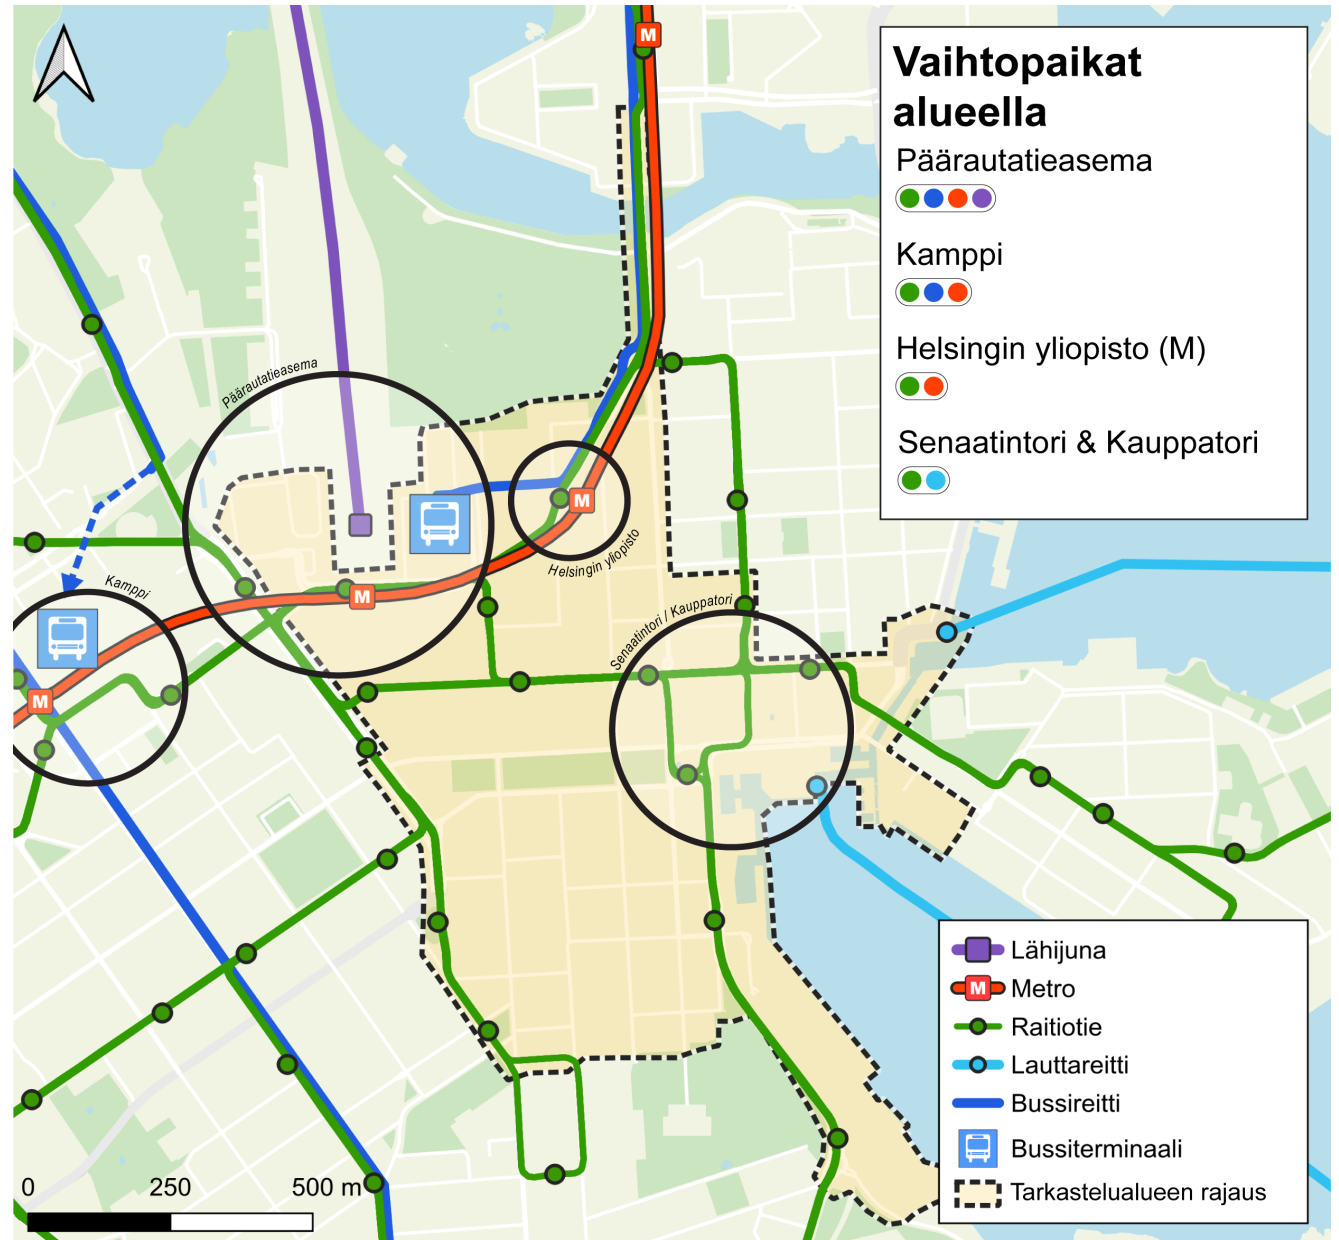 Vaihtopaikat
alueella
Päärautatieasema
Kamppi
Helsingin yliopisto (M)
Senaatintori & Kauppatori
M
Päärautatieasema
M
Helsingin yliopisto
M
Kamppi
M
Senaatintori / Kauppatori
Lähijuna
M Metro
Raitiotie
Lauttareitti
Bussireitti
Bussiterminaali
Tarkastelualueen rajaus
0 250 500 m